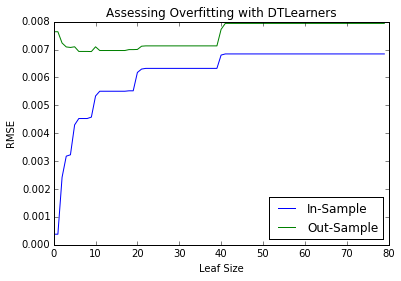 Assessing Overfitting with DTLearners
0.008
0.007
0.006
0.005
0.004
0.003
0.002
0.001
0.000
RMSE
In-Sample
Out-Sample
0 10 20 30 40 50 60 70 80
Leaf Size